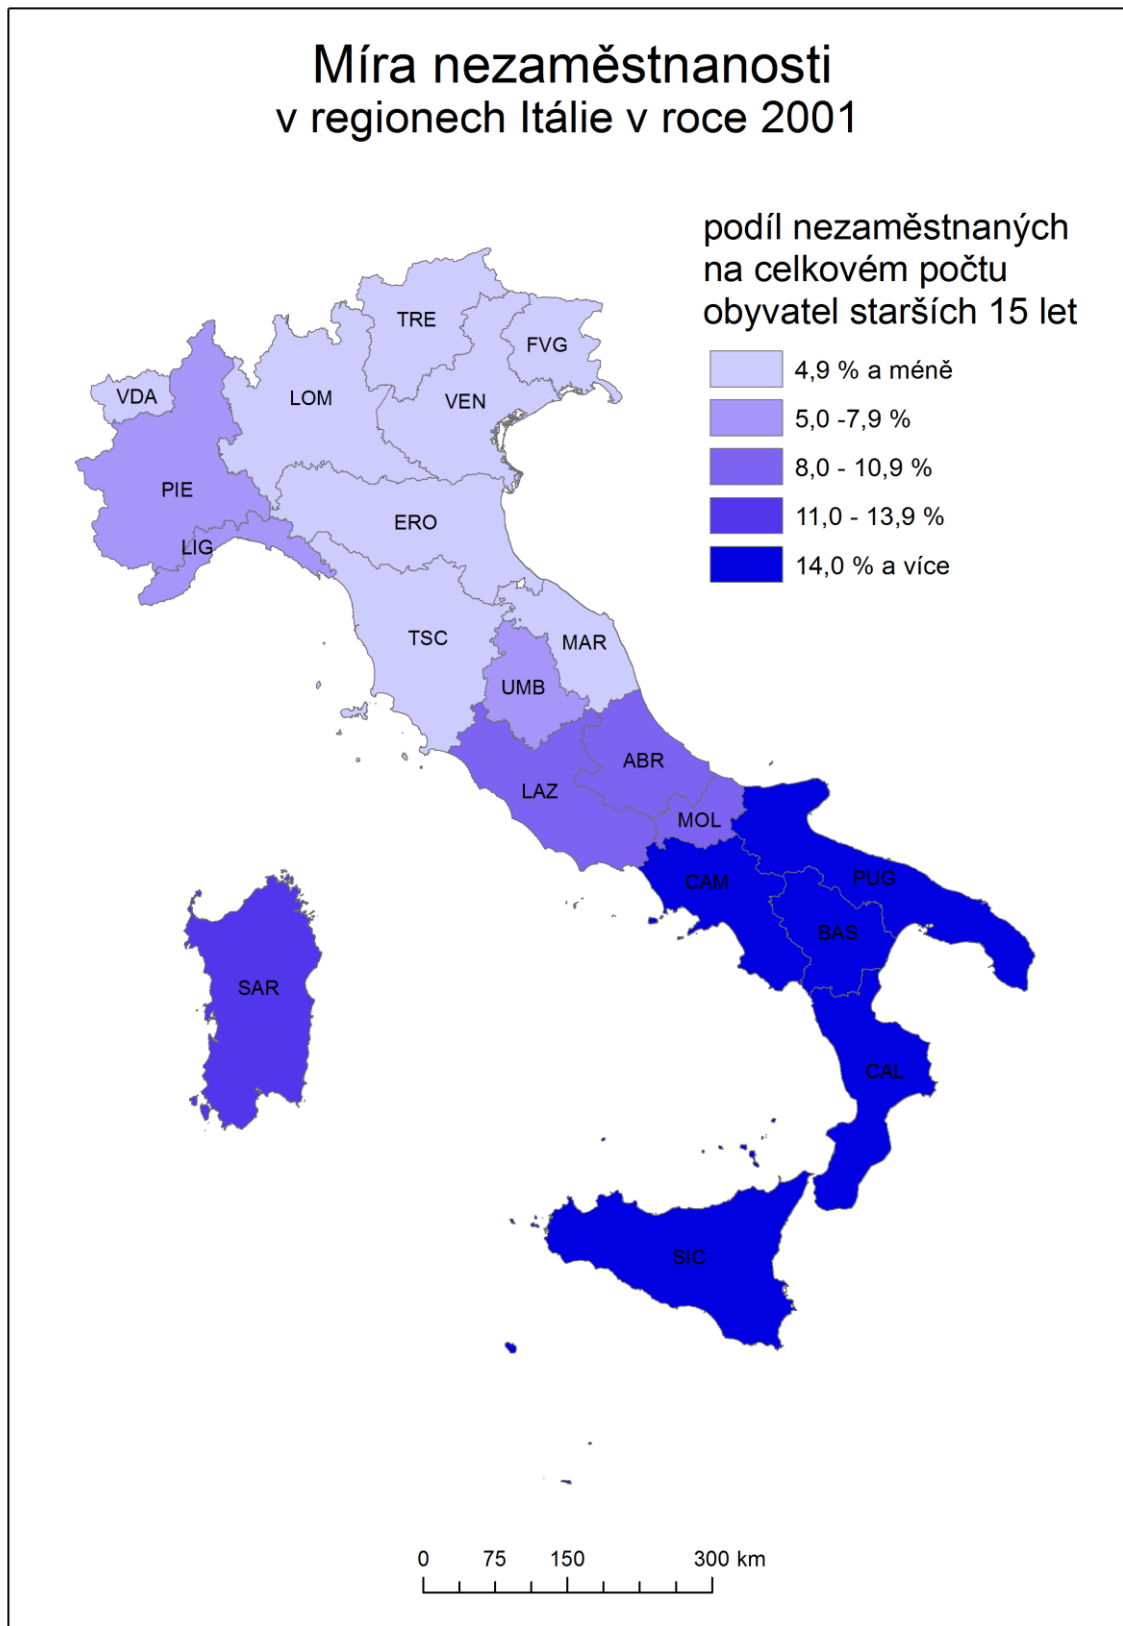 Míra nezaměstnanosti
v regionech Itálie v roce 2001
podíl nezaměstnaných
na celkovém počtu
obyvatel starších 15 let
4,9 % a méně
5,0 -7,9 %
8,0 - 10,9 %
11,0 - 13,9 %
14,0 % a více
TRE
FVG
VDA
LOM
VEN
PIE
ERO
LIG
TSC
MAR
UMB
ABR
LAZ
MOL
CAM
PUG
BAS
SAR
CAL
SIC
0 75 150 300 km